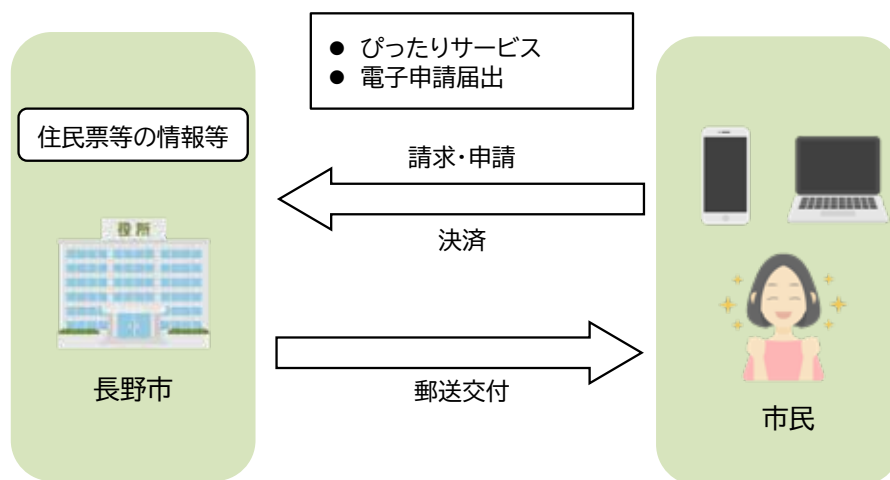 ● ぴったりサービス
● 電子申請届出
住民票等の情報等
請求・申請
決済
役所
長野市
郵送交付
市民